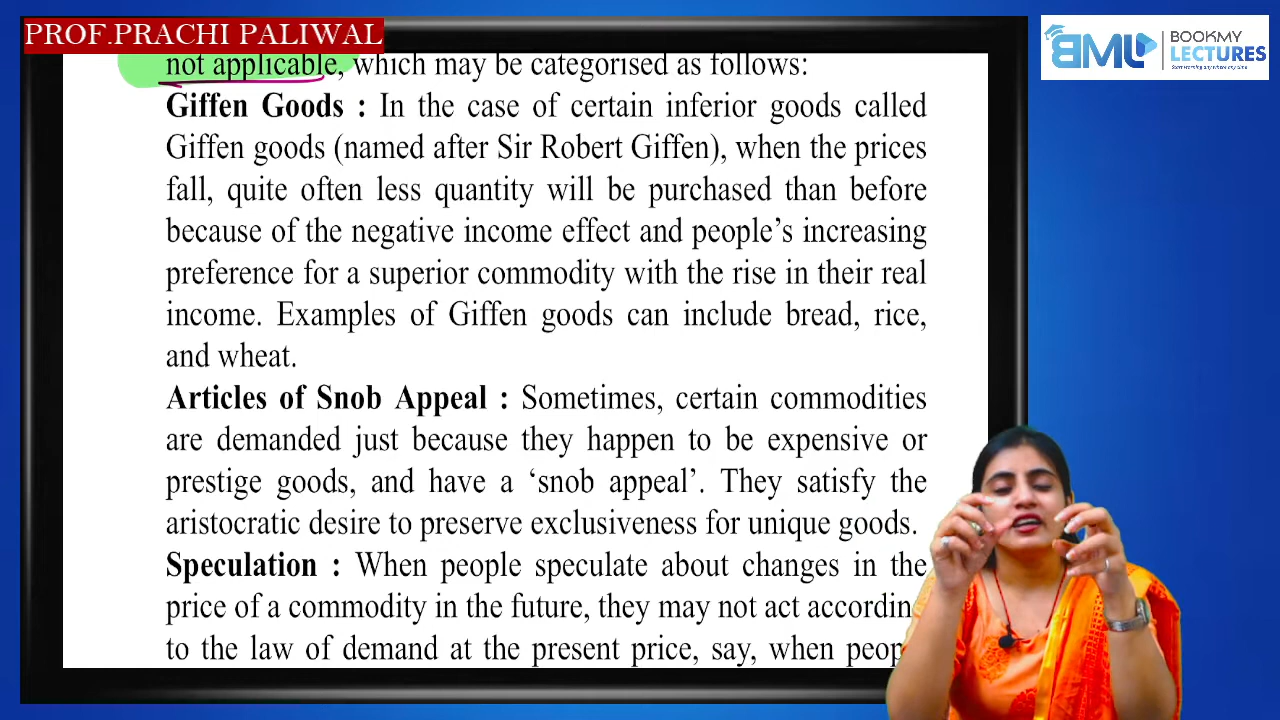 PROF.PRACHI PALIWAL
BML BOOKMY
LECTURES
Start learning any where any time
not applicable, which may be categorised as follows:
Giffen Goods : In the case of certain inferior goods called
Giffen goods (named after Sir Robert Giffen), when the prices
fall, quite often less quantity will be purchased than before
because of the negative income effect and people’s increasing
preference for a superior commodity with the rise in their real
income. Examples of Giffen goods can include bread, rice,
and wheat.
Articles of Snob Appeal : Sometimes, certain commodities
are demanded just because they happen to be expensive or
prestige goods, and have a ‘snob appeal’. They satisfy the
aristocratic desire to preserve exclusiveness for unique goods.
Speculation : When people speculate about changes in the
price of a commodity in the future, they may not act accordin
to the law of demand at the present price, say, when peop